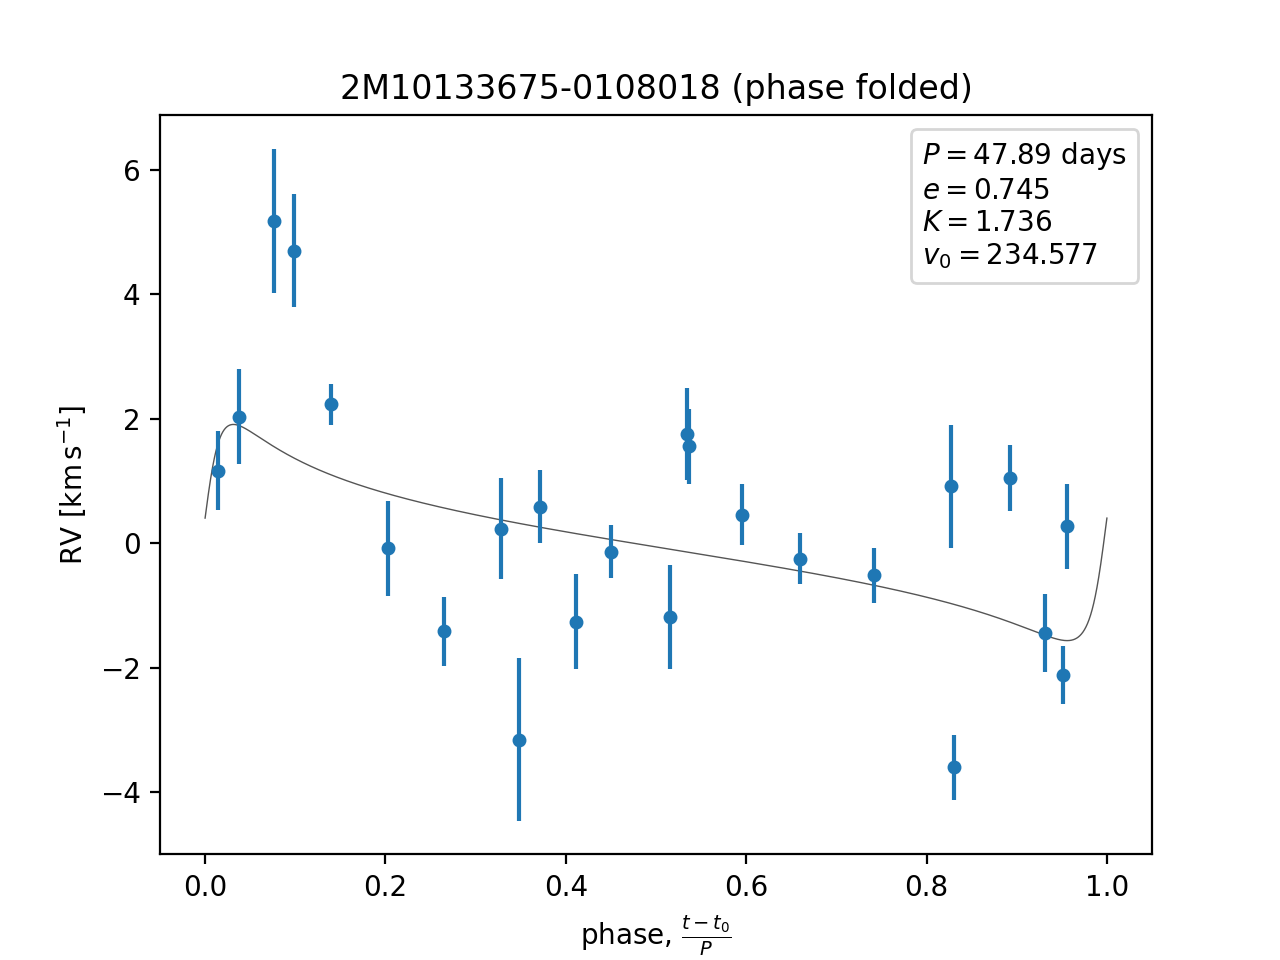 2M10133675-0108018 (phase folded)
P = 47.89 days
e = 0.745
K = 1.736
v₀ = 234.577
6
4
2
0
−2
−4
RV [km s⁻¹]
0.0 0.2 0.4 0.6 0.8 1.0
phase, (t − t₀)/P